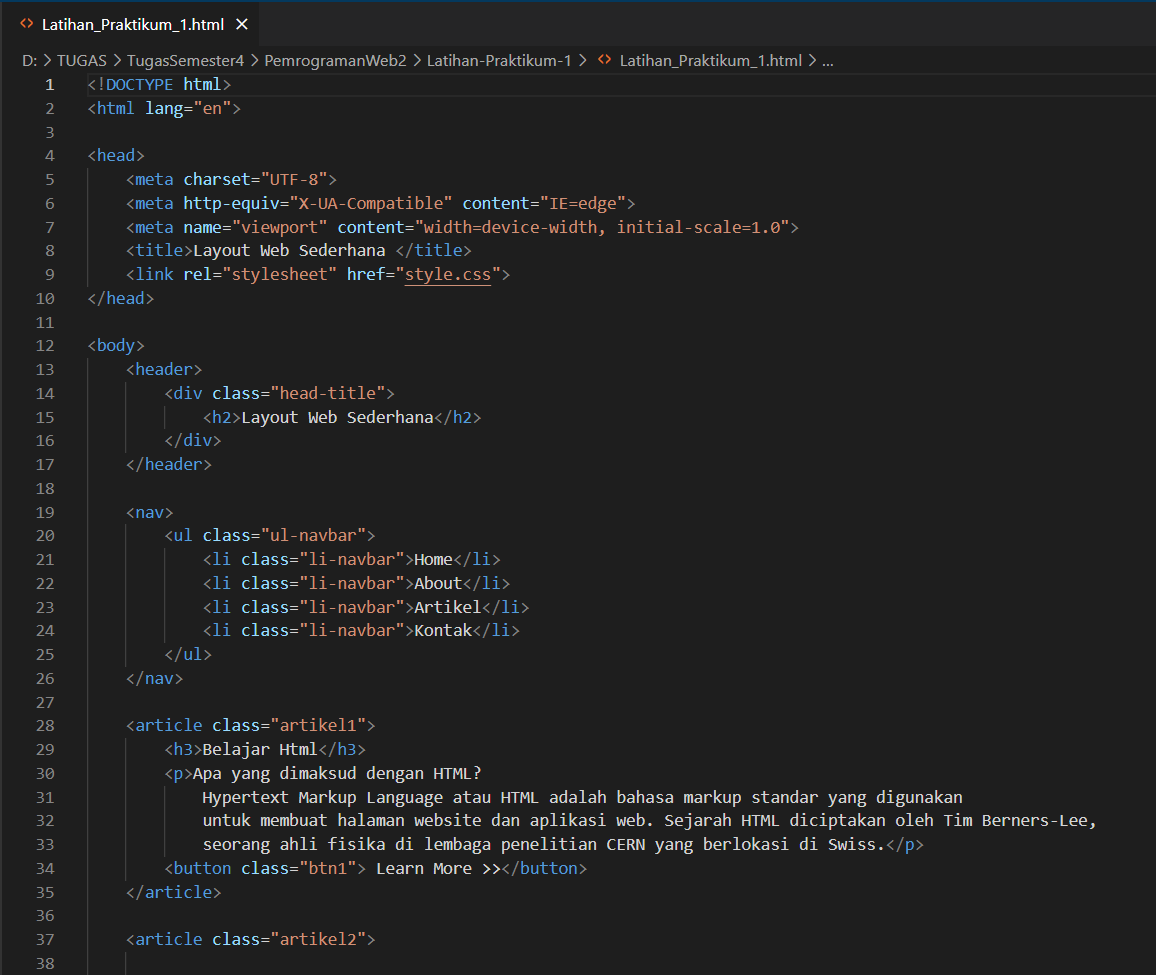 Latihan_Praktikum_1.html
D: > TUGAS > TugasSemester4 > PemrogramanWeb2 > Latihan-Praktikum-1 > Latihan_Praktikum_1.html > ...
1 <!DOCTYPE html>
2 <html lang="en">
3
4 <head>
5     <meta charset="UTF-8">
6     <meta http-equiv="X-UA-Compatible" content="IE=edge">
7     <meta name="viewport" content="width=device-width, initial-scale=1.0">
8     <title>Layout Web Sederhana </title>
9     <link rel="stylesheet" href="style.css">
10 </head>
11
12 <body>
13     <header>
14         <div class="head-title">
15             <h2>Layout Web Sederhana</h2>
16         </div>
17     </header>
18
19     <nav>
20         <ul class="ul-navbar">
21             <li class="li-navbar">Home</li>
22             <li class="li-navbar">About</li>
23             <li class="li-navbar">Artikel</li>
24             <li class="li-navbar">Kontak</li>
25         </ul>
26     </nav>
27
28     <article class="artikel1">
29         <h3>Belajar Html</h3>
30         <p>Apa yang dimaksud dengan HTML?
31             Hypertext Markup Language atau HTML adalah bahasa markup standar yang digunakan
32             untuk membuat halaman website dan aplikasi web. Sejarah HTML diciptakan oleh Tim Berners-Lee,
33             seorang ahli fisika di lembaga penelitian CERN yang berlokasi di Swiss.</p>
34         <button class="btn1"> Learn More >></button>
35     </article>
36
37     <article class="artikel2">
38